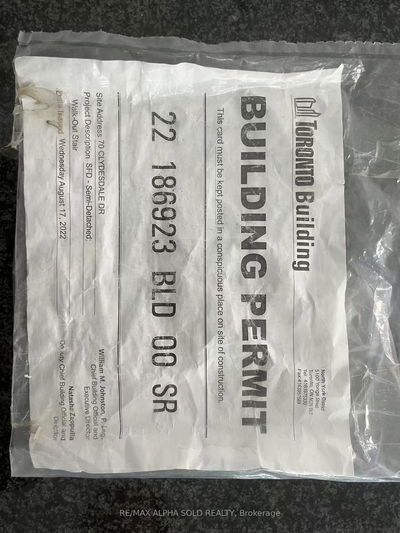 TORONTO Building
North York District
5100 Yonge Street
BUILDING PERMIT
This card must be kept posted in a conspicuous place on site of construction.
22 186923 BLD 00 SR
Site Address 70 CLYDESDALE DR
Project Description SFD - Semi-Detached:
Walk-Out Stair
Wednesday August 17, 2022
William M. Johnston, P. Eng.
Chief Building Official and
Executive Director
Natasha Zappulla
Deputy Chief Building Official and
Director
RE/MAX ALPHA SOLD REALTY, Brokerage